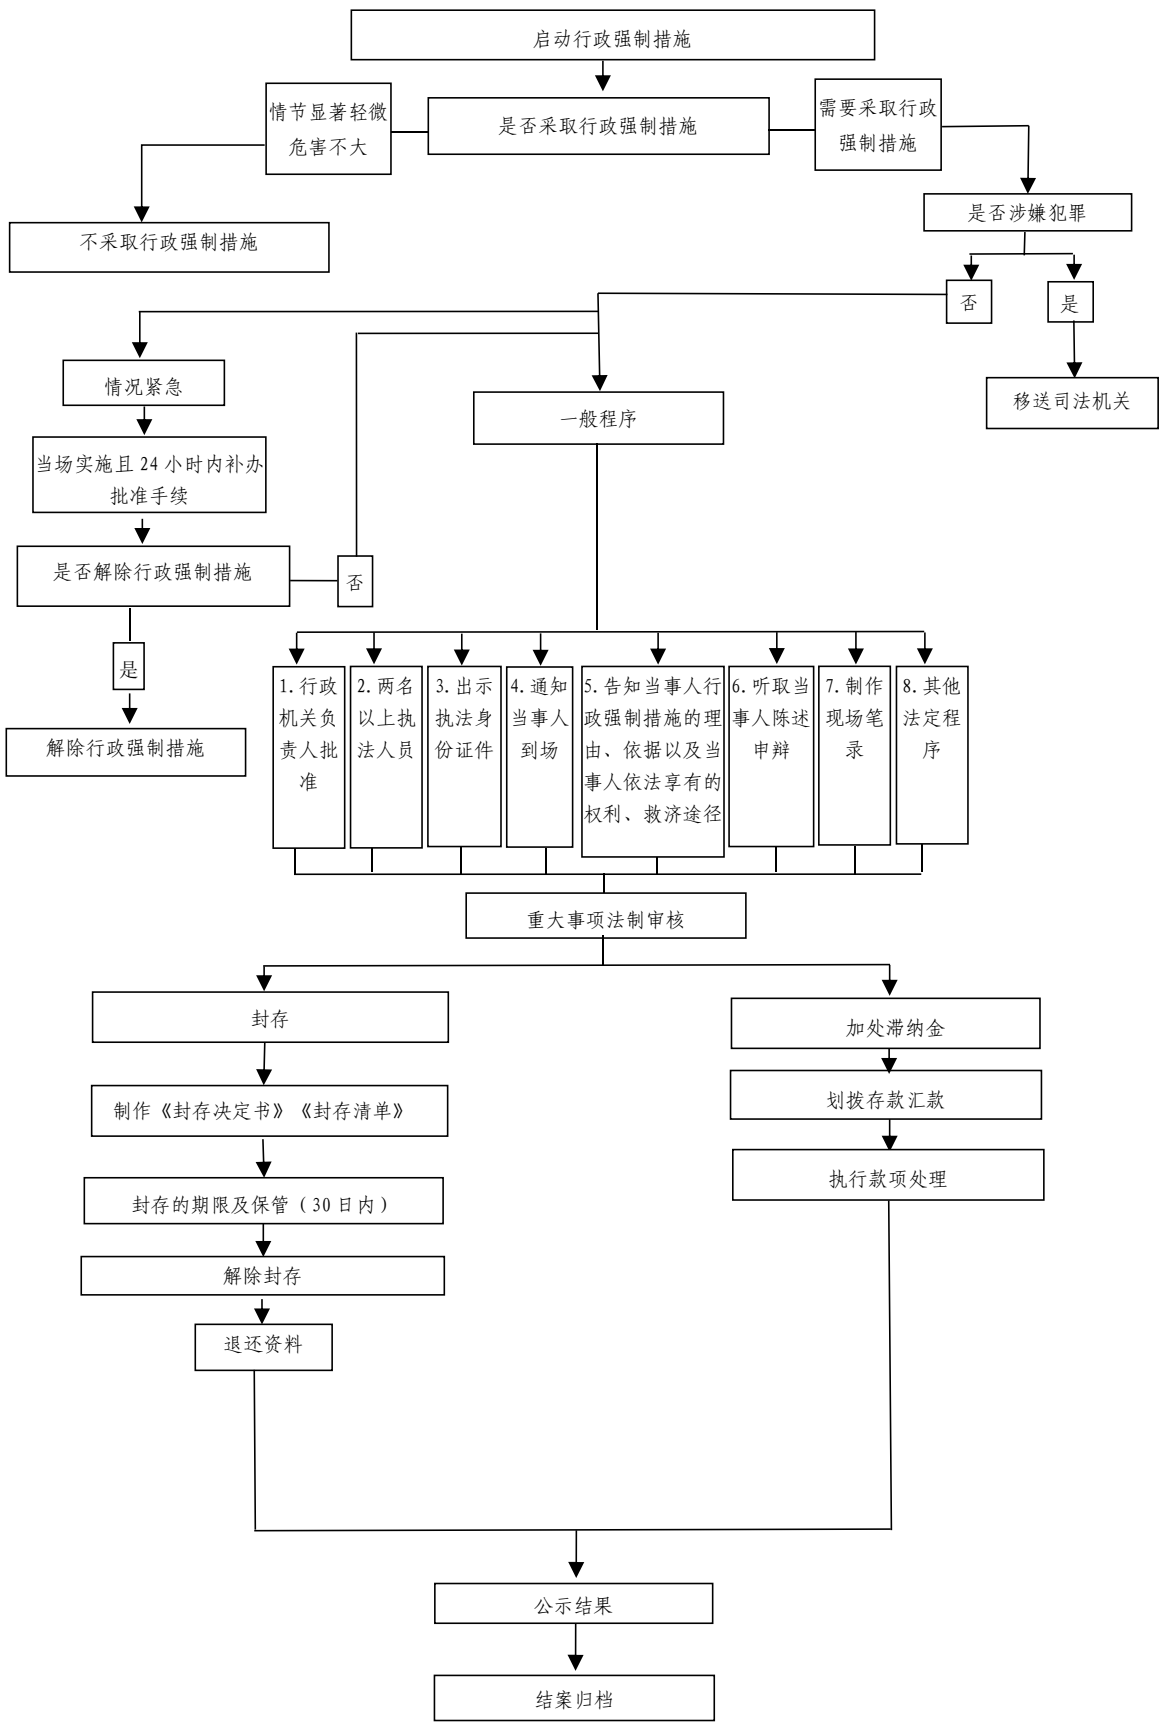 启动行政强制措施
情节显著轻微
危害不大
是否采取行政强制措施
需要采取行政
强制措施
不采取行政强制措施
是否涉嫌犯罪
否
是
情况紧急
一般程序
移送司法机关
当场实施且24小时内补办
批准手续
是否解除行政强制措施
否
是
解除行政强制措施
1.行政
机关负
责人批
准
2.两名
以上执
法人员
3.出示
执法身
份证件
4.通知
当事人
到场
5.告知当事人行
政强制措施的理
由、依据以及当
事人依法享有的
权利、救济途径
6.听取当
事人陈述
申辩
7.制作
现场笔
录
8.其他
法定程
序
重大事项法制审核
封存
加处滞纳金
制作《封存决定书》《封存清单》
划拨存款汇款
封存的期限及保管（30日内）
执行款项处理
解除封存
退还资料
公示结果
结案归档